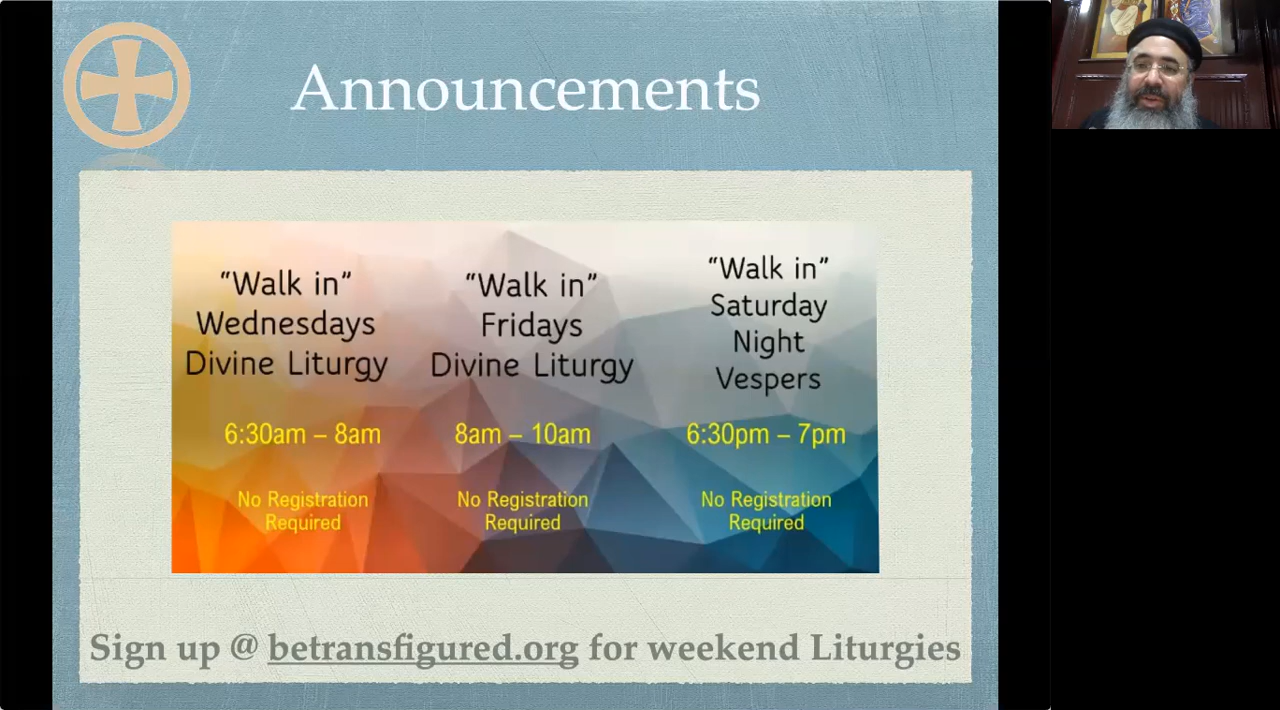 Announcements
“Walk in”
Wednesdays
Divine Liturgy
6:30am – 8am
No Registration
Required
“Walk in”
Fridays
Divine Liturgy
8am – 10am
No Registration
Required
“Walk in”
Saturday
Night
Vespers
6:30pm – 7pm
No Registration
Required
Sign up @ betransfigured.org for weekend Liturgies